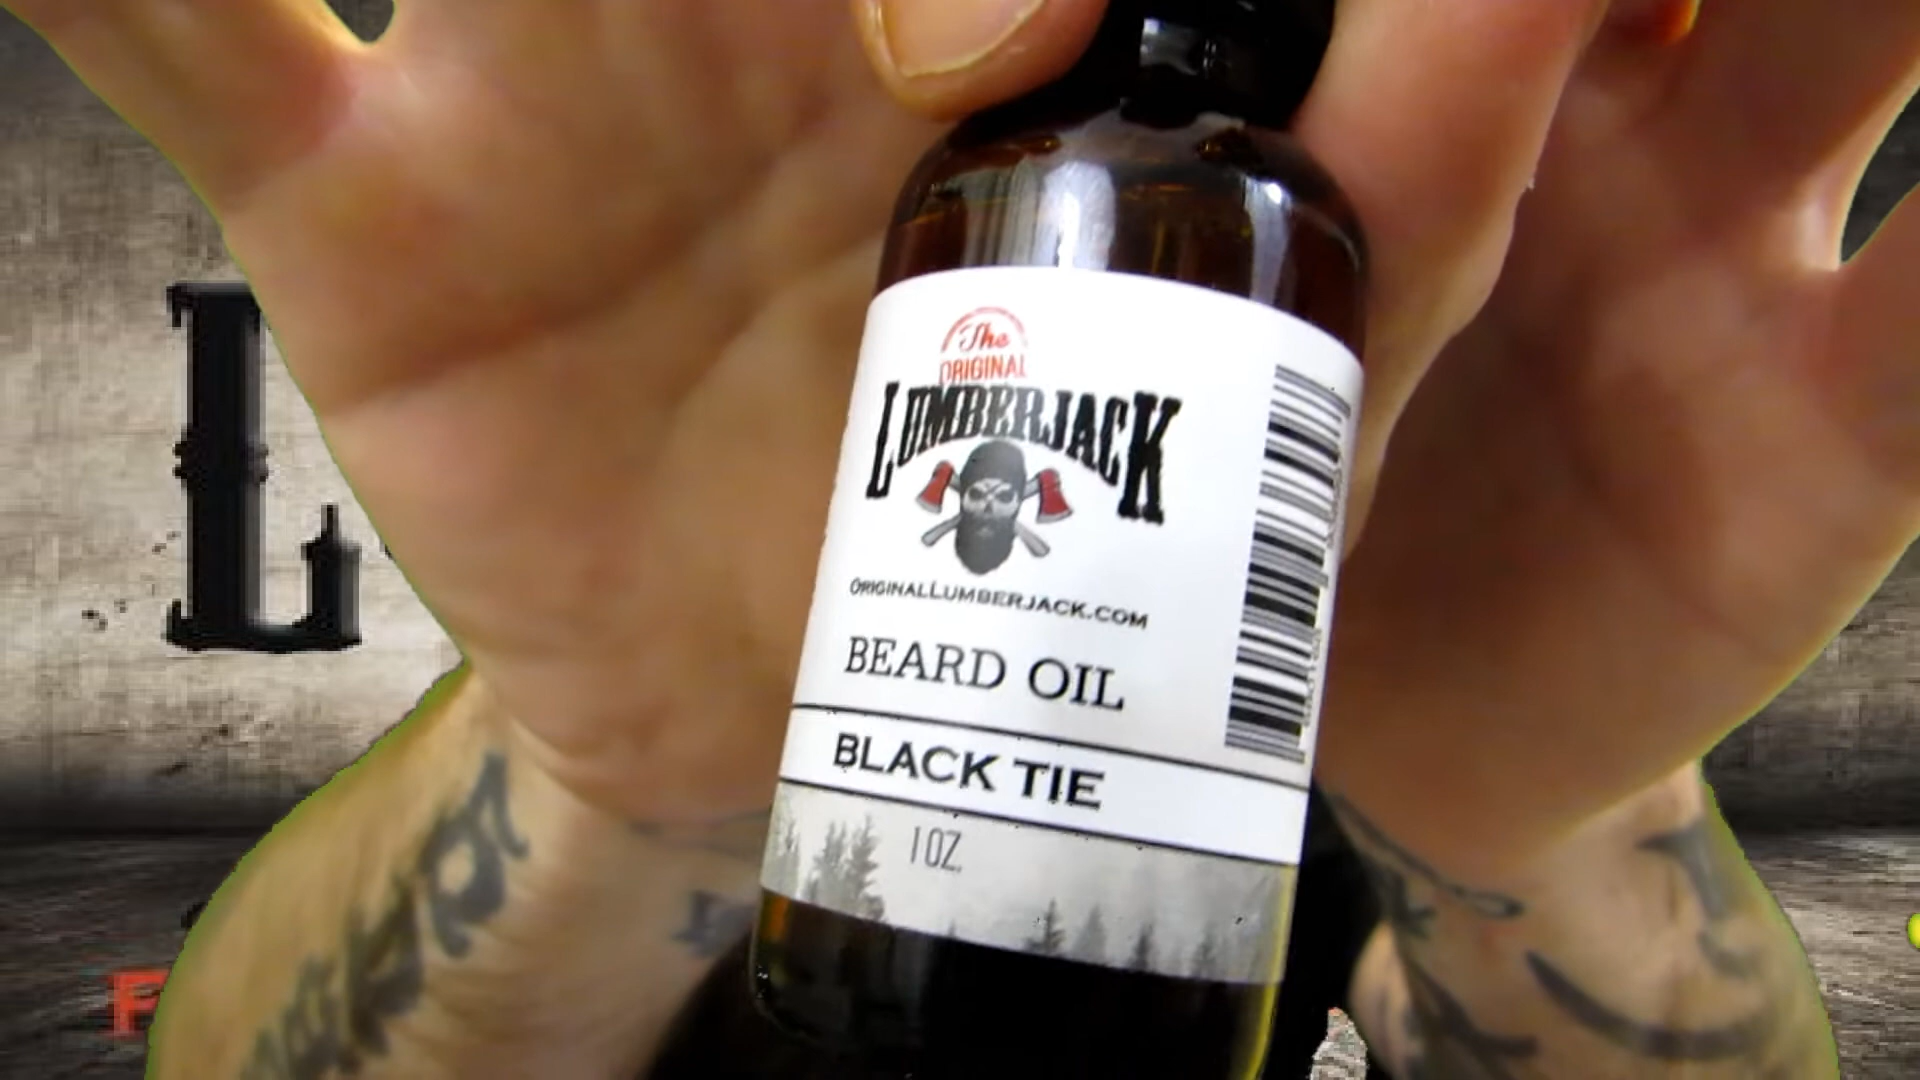 The
ORIGINAL
LUMBERJACK
ORIGINALLUMBERJACK.COM
BEARD OIL
BLACK TIE
1 OZ.
L